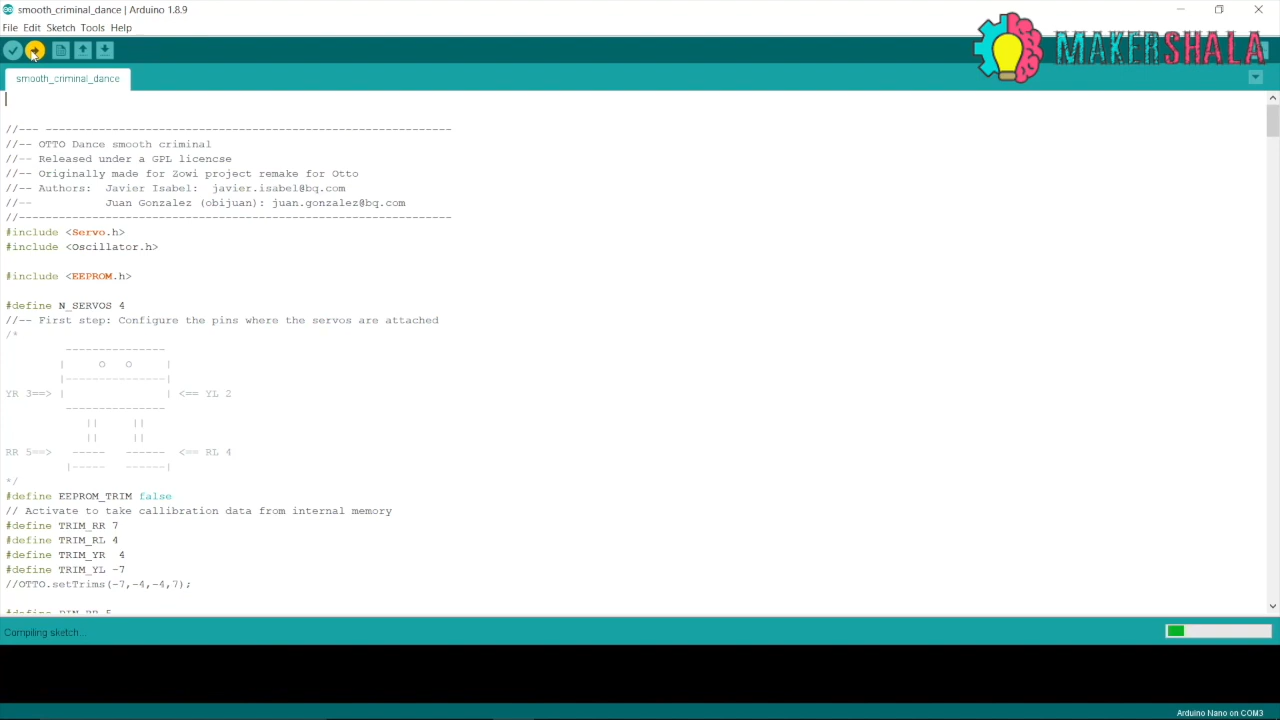 smooth_criminal_dance | Arduino 1.8.9
File Edit Sketch Tools Help
MAKERSHALA
smooth_criminal_dance
//--- -------------------------------------------------------------
//-- OTTO Dance smooth criminal
//-- Released under a GPL licencse
//-- Originally made for Zowi project remake for Otto
//-- Authors:  Javier Isabel:  javier.isabel@bq.com
//--           Juan Gonzalez (obijuan): juan.gonzalez@bq.com
//-----------------------------------------------------------------
#include <Servo.h>
#include <Oscillator.h>
#include <EEPROM.h>
#define N_SERVOS 4
//-- First step: Configure the pins where the servos are attached
/*
         ---------------
        |     O   O     |
        |---------------|
YR 3==> |               | <== YL 2
         ---------------
            ||     ||
            ||     ||
RR 5==>   -----   ------  <== RL 4
         |-----   ------|
*/
#define EEPROM_TRIM false
// Activate to take callibration data from internal memory
#define TRIM_RR 7
#define TRIM_RL 4
#define TRIM_YR  4
#define TRIM_YL -7
//OTTO.setTrims(-7,-4,-4,7);
#define PIN_RR 5
Compiling sketch...
Arduino Nano on COM3